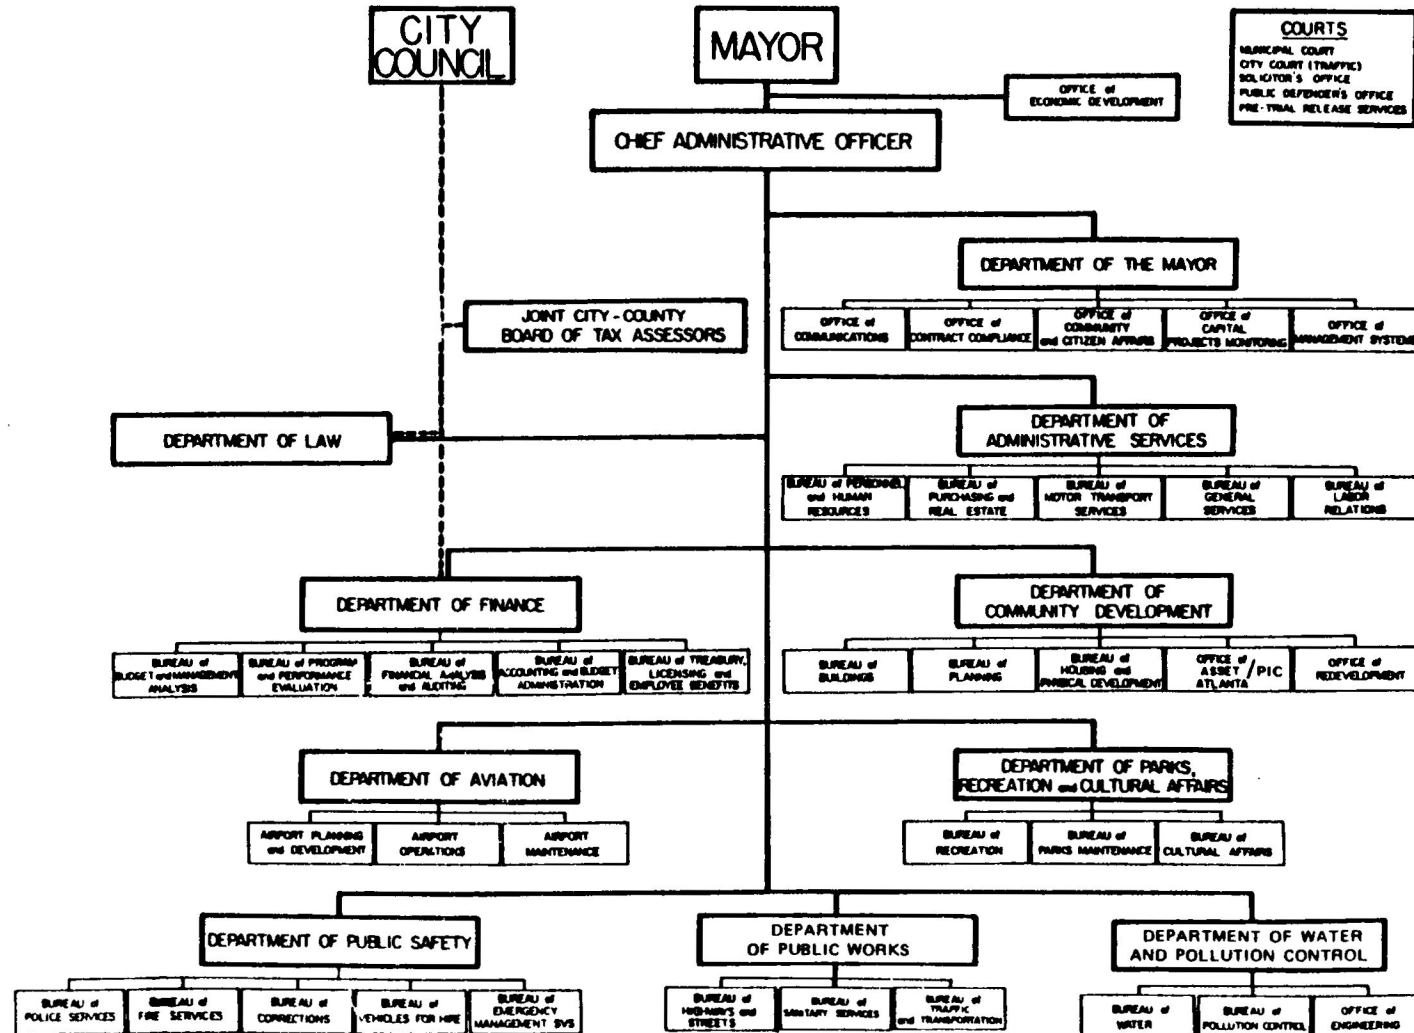 CITY
COUNCIL
MAYOR
COURTS
MUNICIPAL COURT
CITY COURT (TRAFFIC)
SOLICITOR'S OFFICE
PUBLIC DEFENDER'S OFFICE
PRE-TRIAL RELEASE SERVICES
OFFICE of
ECONOMIC DEVELOPMENT
CHIEF ADMINISTRATIVE OFFICER
DEPARTMENT OF THE MAYOR
OFFICE of
COMMUNICATIONS
OFFICE of
CONTRACT COMPLIANCE
OFFICE of
COMMUNITY
and CITIZEN AFFAIRS
OFFICE of
CAPITAL
PROJECTS MONITORING
OFFICE of
MANAGEMENT SYSTEMS
JOINT CITY-COUNTY
BOARD OF TAX ASSESSORS
DEPARTMENT OF LAW
DEPARTMENT OF
ADMINISTRATIVE SERVICES
BUREAU of PERSONNEL
and HUMAN
RESOURCES
BUREAU of
PURCHASING and
REAL ESTATE
BUREAU of
MOTOR TRANSPORT
SERVICES
BUREAU of
GENERAL
SERVICES
BUREAU of
LABOR
RELATIONS
DEPARTMENT OF FINANCE
BUREAU of
BUDGET and MANAGEMENT
ANALYSIS
BUREAU of PROGRAM
and PERFORMANCE
EVALUATION
BUREAU of
FINANCIAL ANALYSIS
and AUDITING
BUREAU of
ACCOUNTING and BUDGET
ADMINISTRATION
BUREAU of TREASURY,
LICENSING and
EMPLOYEE BENEFITS
DEPARTMENT OF
COMMUNITY DEVELOPMENT
BUREAU of
BUILDINGS
BUREAU of
PLANNING
BUREAU of
HOUSING and
PHYSICAL DEVELOPMENT
OFFICE of
ASSET / PIC
ATLANTA
OFFICE of
REDEVELOPMENT
DEPARTMENT OF AVIATION
AIRPORT PLANNING
and DEVELOPMENT
AIRPORT
OPERATIONS
AIRPORT
MAINTENANCE
DEPARTMENT OF PARKS,
RECREATION and CULTURAL AFFAIRS
BUREAU of
RECREATION
BUREAU of
PARKS MAINTENANCE
BUREAU of
CULTURAL AFFAIRS
DEPARTMENT OF PUBLIC SAFETY
BUREAU of
POLICE SERVICES
BUREAU of
FIRE SERVICES
BUREAU of
CORRECTIONS
BUREAU of
VEHICLES FOR HIRE
BUREAU of
EMERGENCY
MANAGEMENT SVS
DEPARTMENT
OF PUBLIC WORKS
BUREAU of
HIGHWAYS and
STREETS
BUREAU of
SANITARY SERVICES
BUREAU of
TRAFFIC
and TRANSPORTATION
DEPARTMENT OF WATER
AND POLLUTION CONTROL
BUREAU of
WATER
BUREAU of
POLLUTION CONTROL
OFFICE of
ENGINEERING